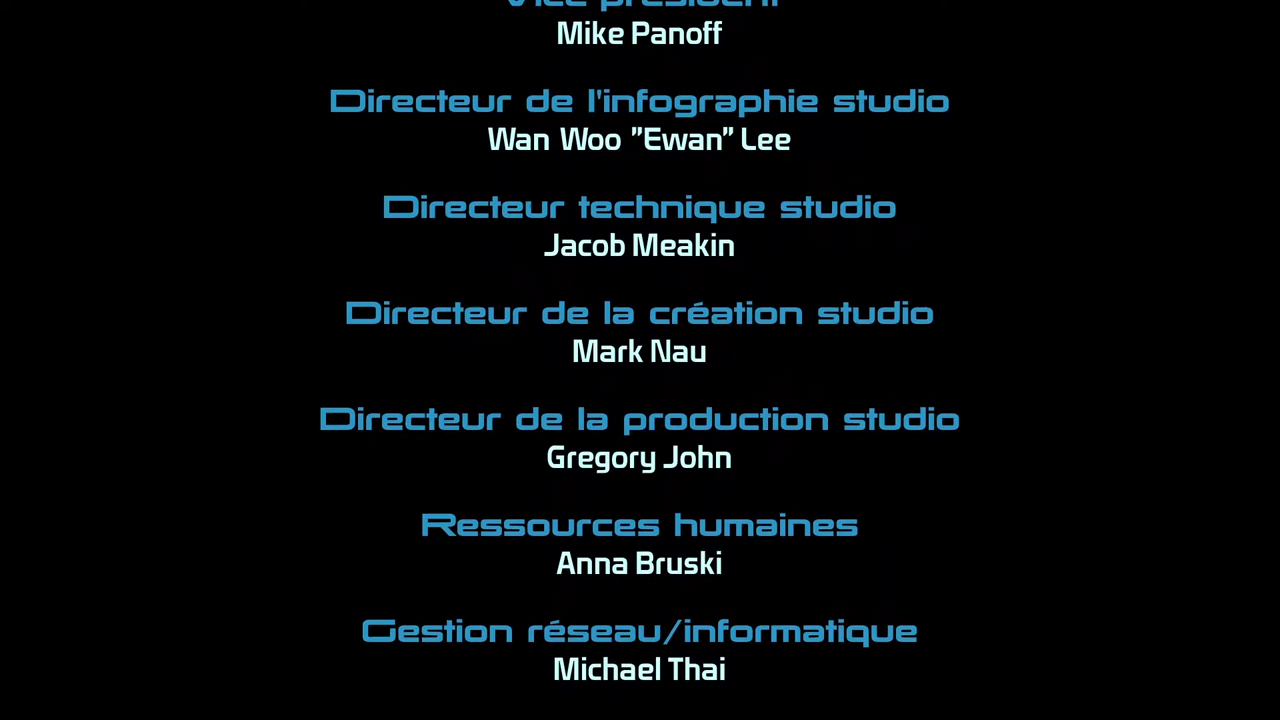 Vice président
Mike Panoff
Directeur de l'infographie studio
Wan Woo "Ewan" Lee
Directeur technique studio
Jacob Meakin
Directeur de la création studio
Mark Nau
Directeur de la production studio
Gregory John
Ressources humaines
Anna Bruski
Gestion réseau/informatique
Michael Thai